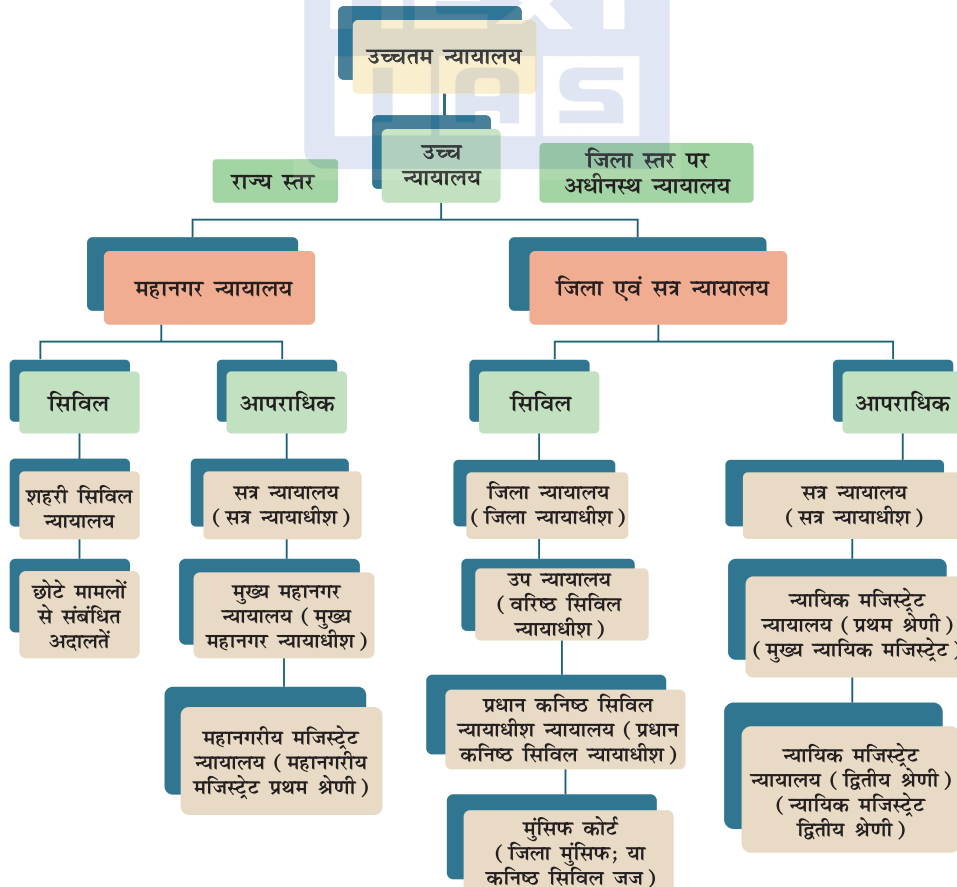 NEXT
IAS
उच्चतम न्यायालय
उच्च
न्यायालय
राज्य स्तर
जिला स्तर पर
अधीनस्थ न्यायालय
महानगर न्यायालय
जिला एवं सत्र न्यायालय
सिविल
आपराधिक
सिविल
आपराधिक
शहरी सिविल
न्यायालय
सत्र न्यायालय
( सत्र न्यायाधीश )
जिला न्यायालय
( जिला न्यायाधीश )
सत्र न्यायालय
( सत्र न्यायाधीश )
छोटे मामलों
से संबंधित
अदालतें
मुख्य महानगर
न्यायालय ( मुख्य
महानगर न्यायाधीश )
उप न्यायालय
( वरिष्ठ सिविल
न्यायाधीश )
न्यायिक मजिस्ट्रेट
न्यायालय ( प्रथम श्रेणी )
( मुख्य न्यायिक मजिस्ट्रेट )
महानगरीय मजिस्ट्रेट
न्यायालय ( महानगरीय
मजिस्ट्रेट प्रथम श्रेणी )
प्रधान कनिष्ठ सिविल
न्यायाधीश न्यायालय ( प्रधान
कनिष्ठ सिविल न्यायाधीश )
न्यायिक मजिस्ट्रेट
न्यायालय ( द्वितीय श्रेणी )
( न्यायिक मजिस्ट्रेट
द्वितीय श्रेणी )
मुंसिफ कोर्ट
( जिला मुंसिफ; या
कनिष्ठ सिविल जज )